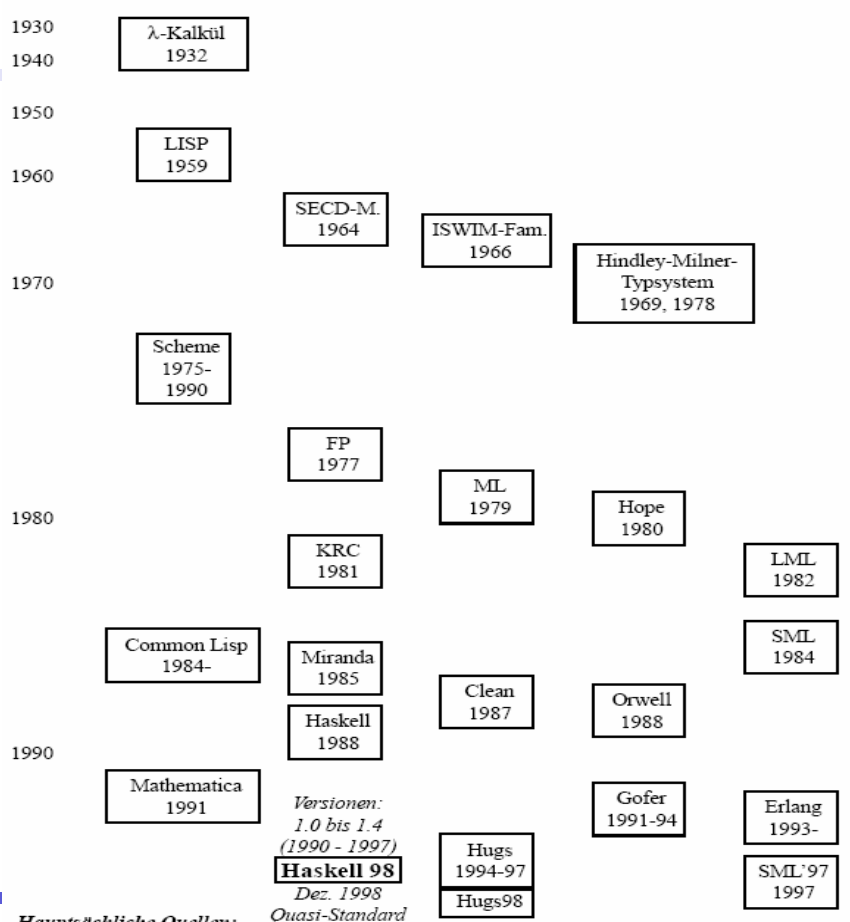 1930
λ-Kalkül
1932
1940
1950
LISP
1959
1960
SECD-M.
1964
ISWIM-Fam.
1966
Hindley-Milner-
Typsystem
1969, 1978
1970
Scheme
1975-
1990
FP
1977
ML
1979
Hope
1980
1980
KRC
1981
LML
1982
Common Lisp
1984-
Miranda
1985
SML
1984
Clean
1987
Orwell
1988
Haskell
1988
1990
Mathematica
1991
Versionen:
1.0 bis 1.4
(1990 - 1997)
Haskell 98
Dez. 1998
Quasi-Standard
Gofer
1991-94
Erlang
1993-
Hugs
1994-97
Hugs98
SML'97
1997
Hauptsächliche Quellen: